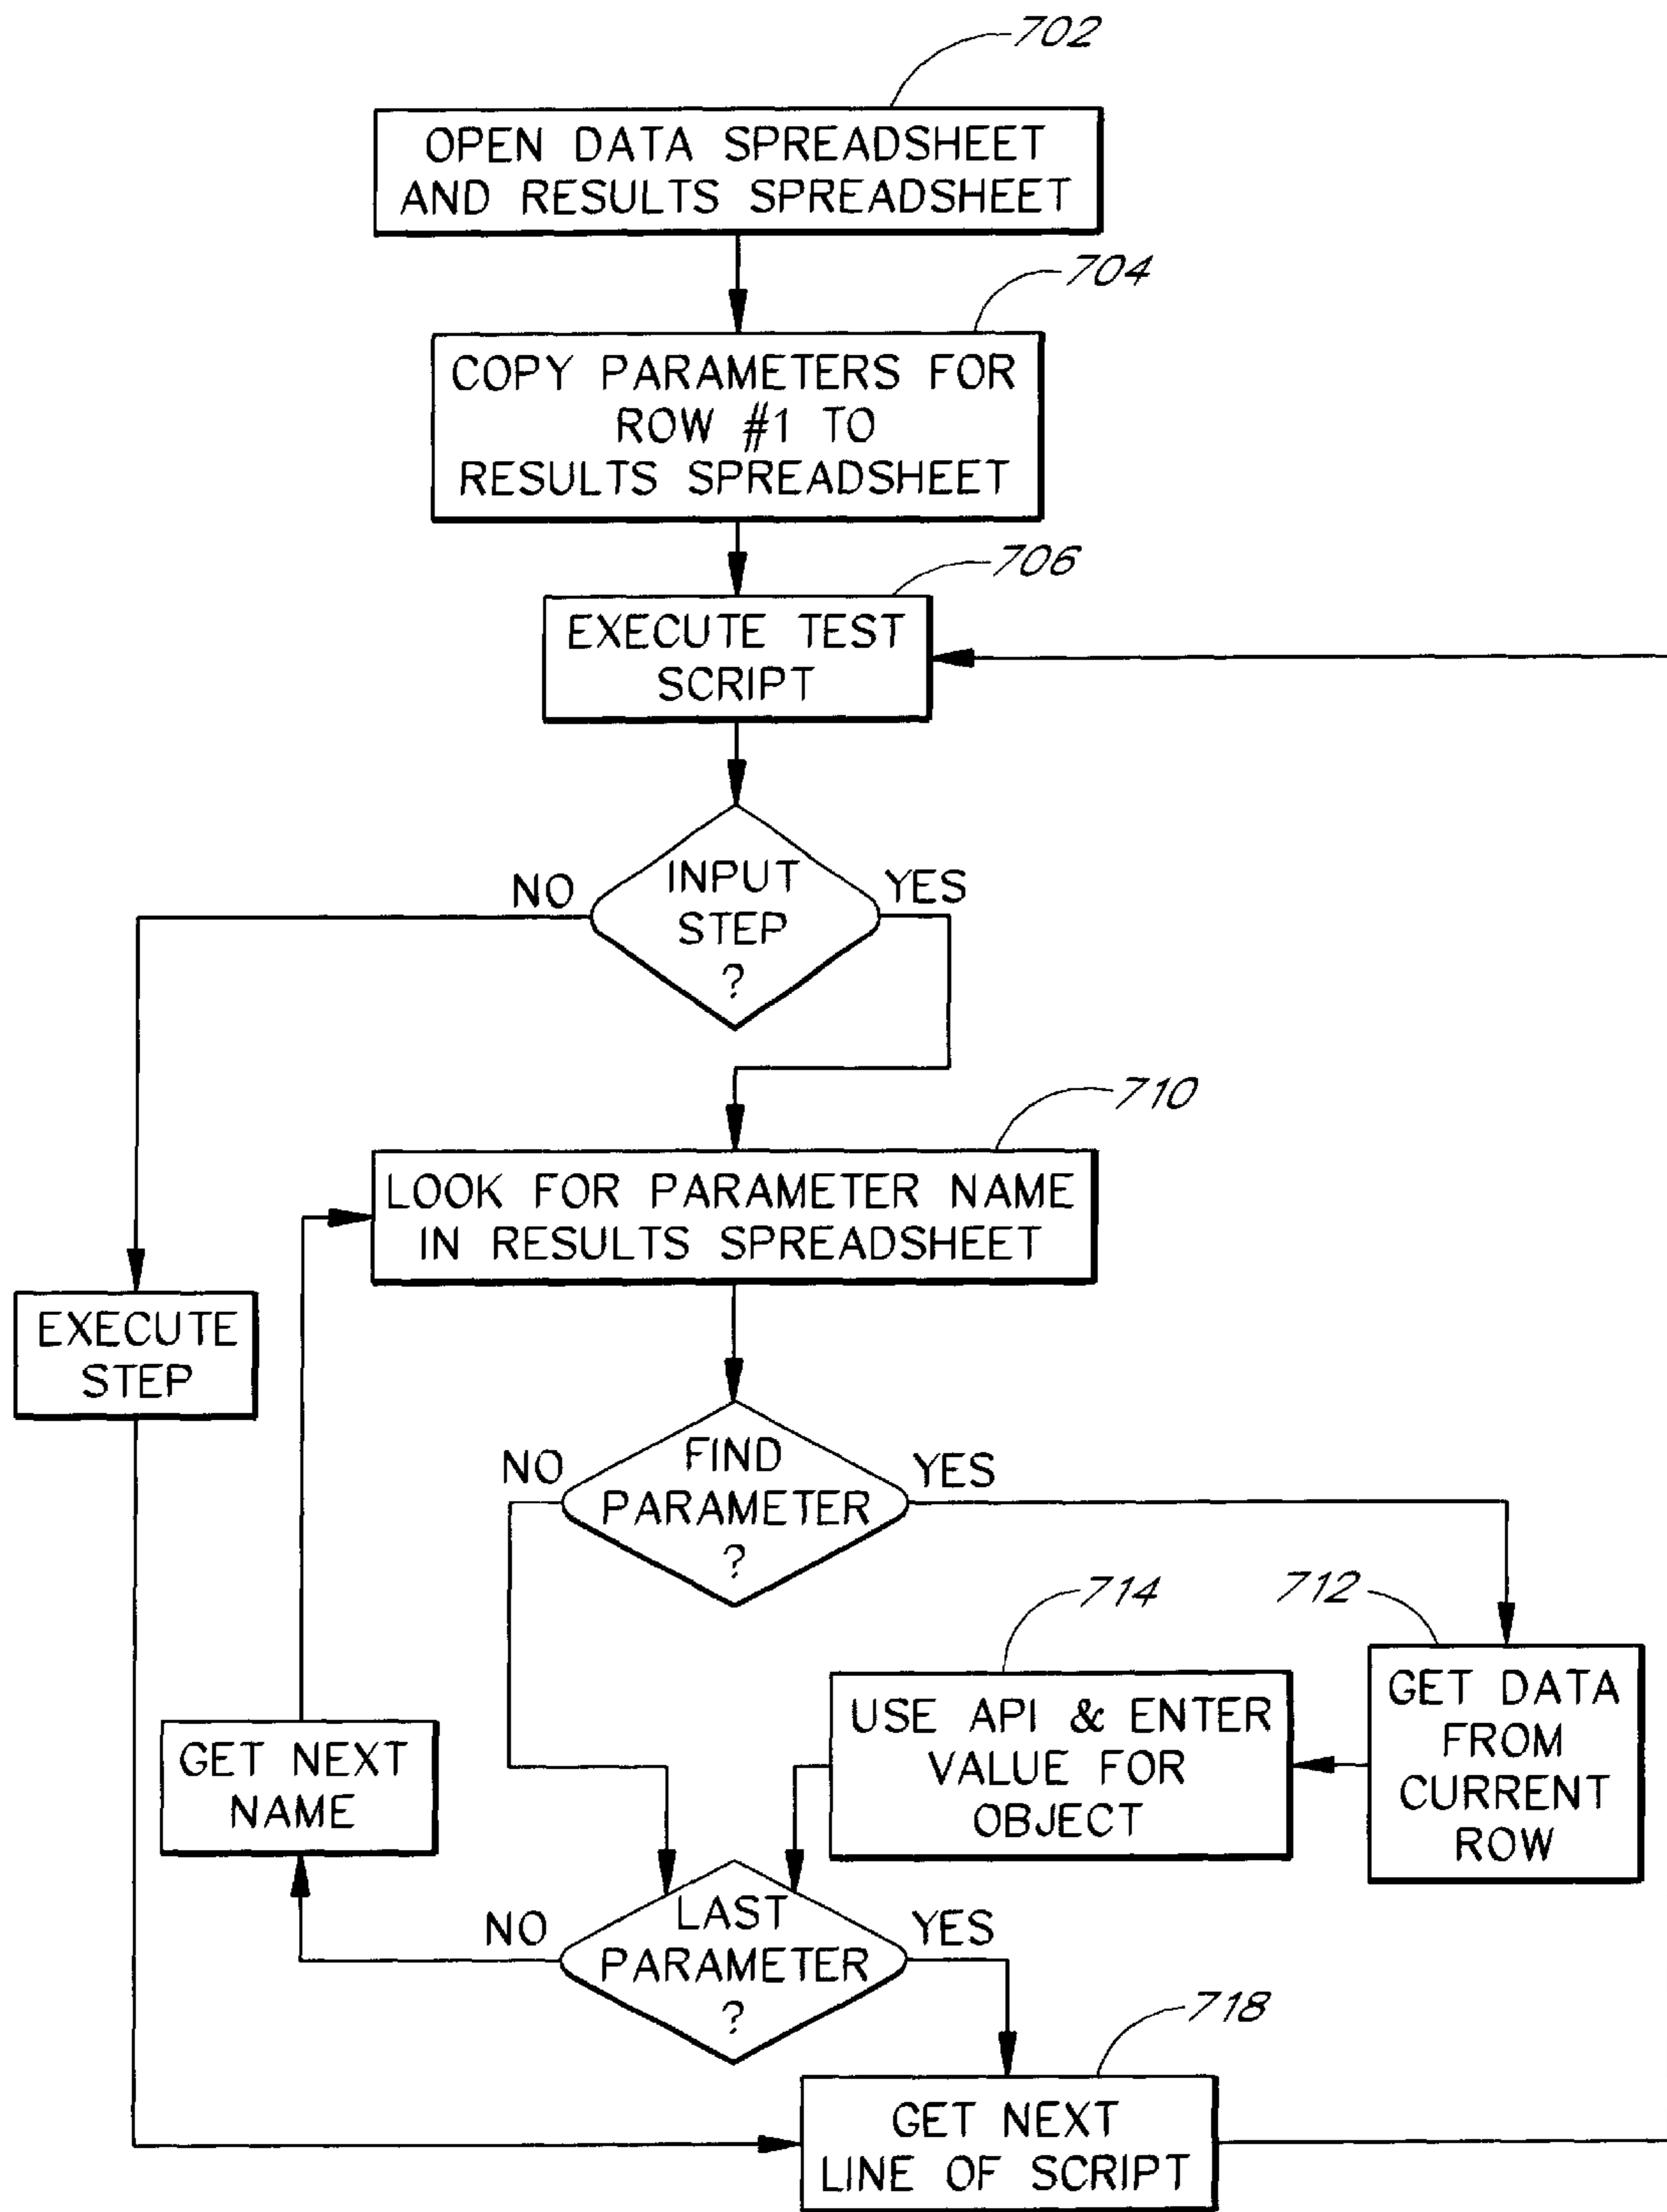 702
OPEN DATA SPREADSHEET
AND RESULTS SPREADSHEET
704
COPY PARAMETERS FOR
ROW #1 TO
RESULTS SPREADSHEET
706
EXECUTE TEST
SCRIPT
NO
INPUT
STEP
?
YES
710
LOOK FOR PARAMETER NAME
IN RESULTS SPREADSHEET
EXECUTE
STEP
NO
FIND
PARAMETER
?
YES
714
712
USE API & ENTER
VALUE FOR
OBJECT
GET DATA
FROM
CURRENT
ROW
GET NEXT
NAME
NO
LAST
PARAMETER
?
YES
718
GET NEXT
LINE OF SCRIPT